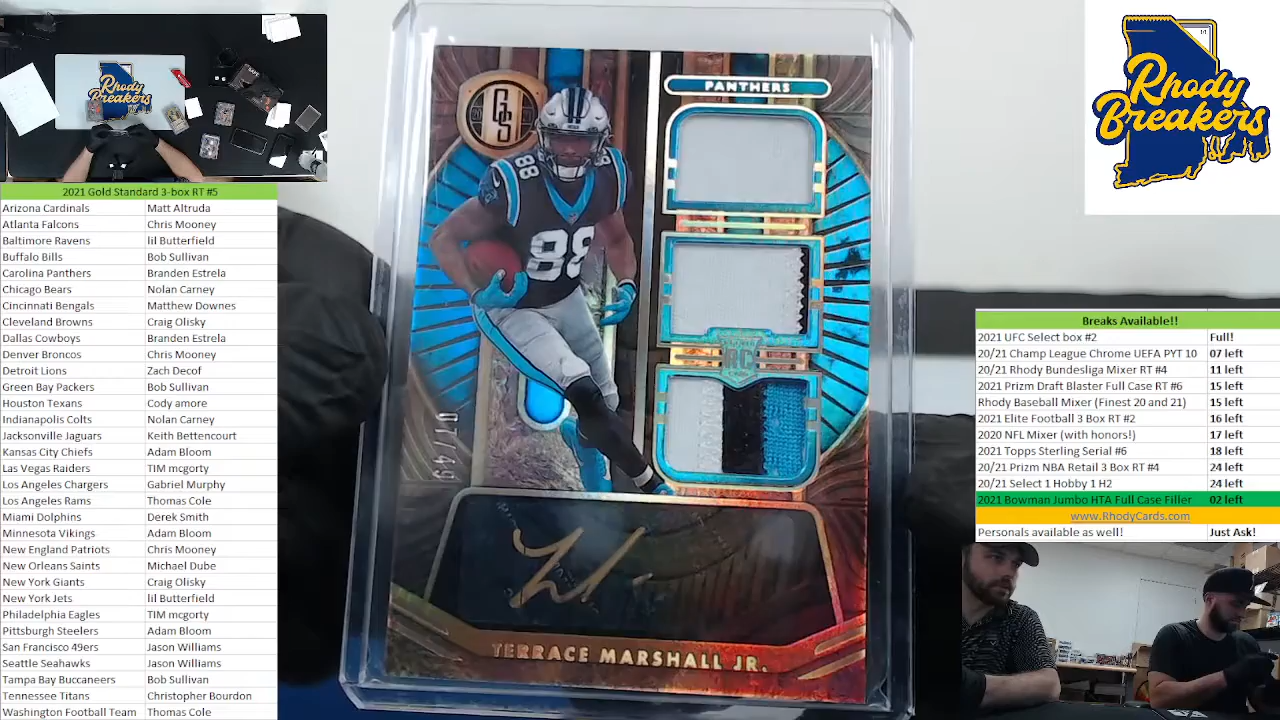 2021 Gold Standard 3-box RT #5
Arizona Cardinals Matt Altruda
Atlanta Falcons Chris Mooney
Baltimore Ravens lil Butterfield
Buffalo Bills Bob Sullivan
Carolina Panthers Branden Estrela
Chicago Bears Nolan Carney
Cincinnati Bengals Matthew Downes
Cleveland Browns Craig Olisky
Dallas Cowboys Branden Estrela
Denver Broncos Chris Mooney
Detroit Lions Zach Decof
Green Bay Packers Bob Sullivan
Houston Texans Cody amore
Indianapolis Colts Nolan Carney
Jacksonville Jaguars Keith Bettencourt
Kansas City Chiefs Adam Bloom
Las Vegas Raiders TIM mcgorty
Los Angeles Chargers Gabriel Murphy
Los Angeles Rams Thomas Cole
Miami Dolphins Derek Smith
Minnesota Vikings Adam Bloom
New England Patriots Chris Mooney
New Orleans Saints Michael Dube
New York Giants Craig Olisky
New York Jets lil Butterfield
Philadelphia Eagles TIM mcgorty
Pittsburgh Steelers Adam Bloom
San Francisco 49ers Jason Williams
Seattle Seahawks Jason Williams
Tampa Bay Buccaneers Bob Sullivan
Tennessee Titans Christopher Bourdon
Washington Football Team Thomas Cole
Rhody
Breakers
GS
PANTHERS
88
88
88
RC
07/49
TERRACE MARSHALL JR.
Rhody
Breakers
Breaks Available!!
2021 UFC Select box #2 Full!
20/21 Champ League Chrome UEFA PYT 10 07 left
20/21 Rhody Bundesliga Mixer RT #4 11 left
2021 Prizm Draft Blaster Full Case RT #6 15 left
Rhody Baseball Mixer (Finest 20 and 21) 15 left
2021 Elite Football 3 Box RT #2 16 left
2020 NFL Mixer (with honors!) 17 left
2021 Topps Sterling Serial #6 18 left
20/21 Prizm NBA Retail 3 Box RT #4 24 left
20/21 Select 1 Hobby 1 H2 24 left
2021 Bowman Jumbo HTA Full Case Filler 02 left
www.RhodyCards.com
Personals available as well! Just Ask!